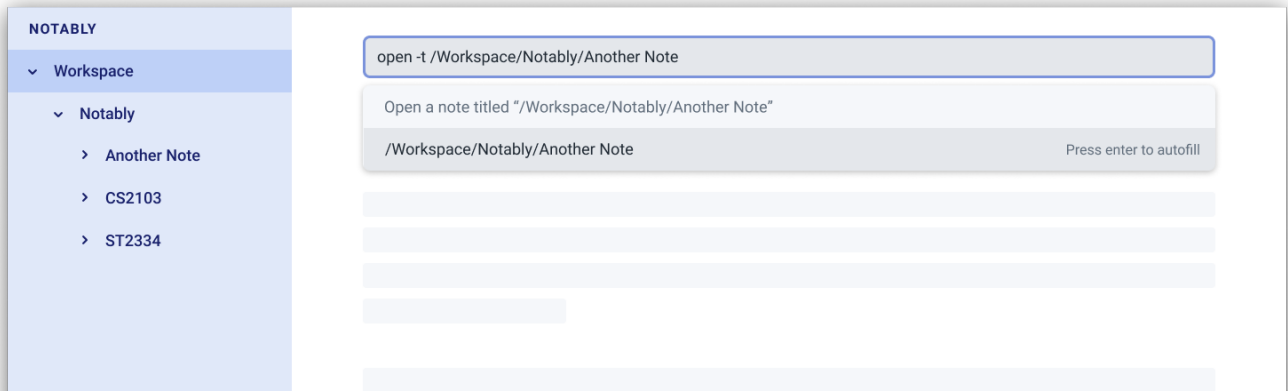 NOTABLY
Workspace
Notably
Another Note
CS2103
ST2334
open -t /Workspace/Notably/Another Note
Open a note titled “/Workspace/Notably/Another Note”
/Workspace/Notably/Another Note Press enter to autofill